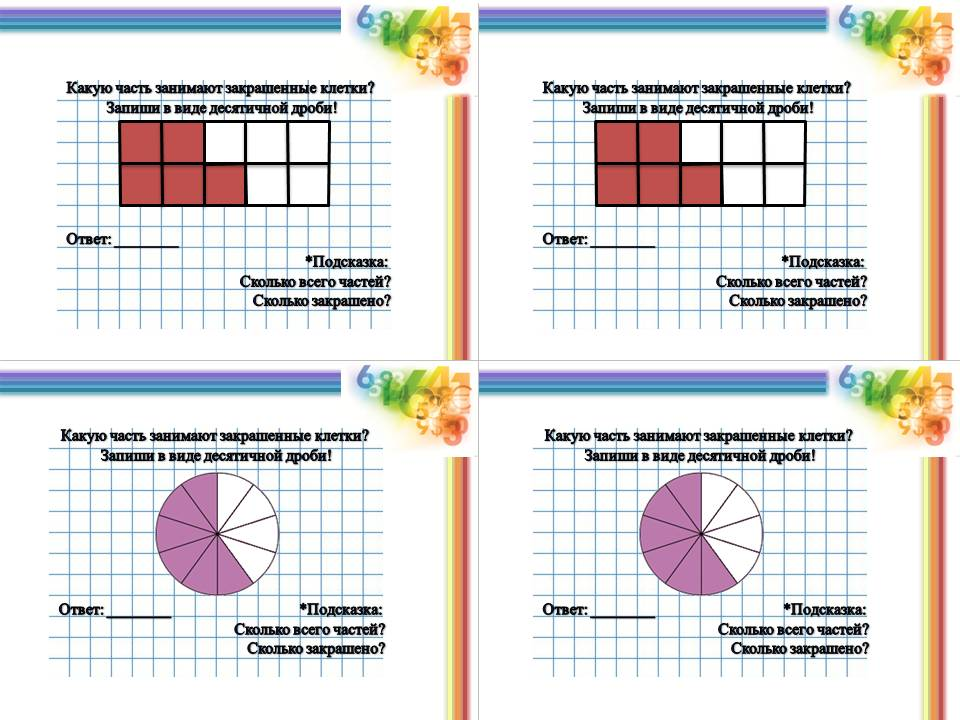 Какую часть занимают закрашенные клетки?
Запиши в виде десятичной дроби!
Ответ: ________
*Подсказка:
Сколько всего частей?
Сколько закрашено?
Какую часть занимают закрашенные клетки?
Запиши в виде десятичной дроби!
Ответ: ________
*Подсказка:
Сколько всего частей?
Сколько закрашено?
Какую часть занимают закрашенные клетки?
Запиши в виде десятичной дроби!
Ответ: ________ *Подсказка:
Сколько всего частей?
Сколько закрашено?
Какую часть занимают закрашенные клетки?
Запиши в виде десятичной дроби!
Ответ: ________ *Подсказка:
Сколько всего частей?
Сколько закрашено?